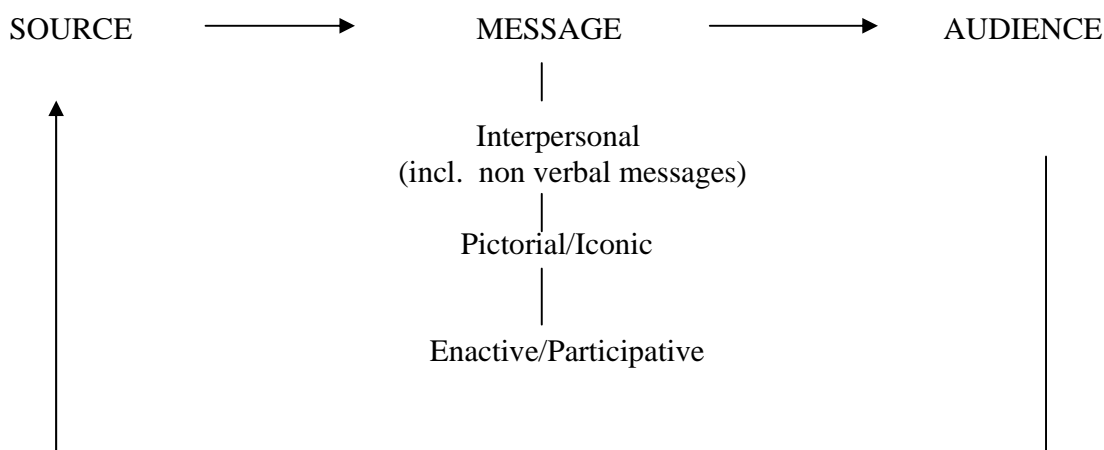 SOURCE MESSAGE AUDIENCE
Interpersonal
(incl. non verbal messages)
Pictorial/Iconic
Enactive/Participative